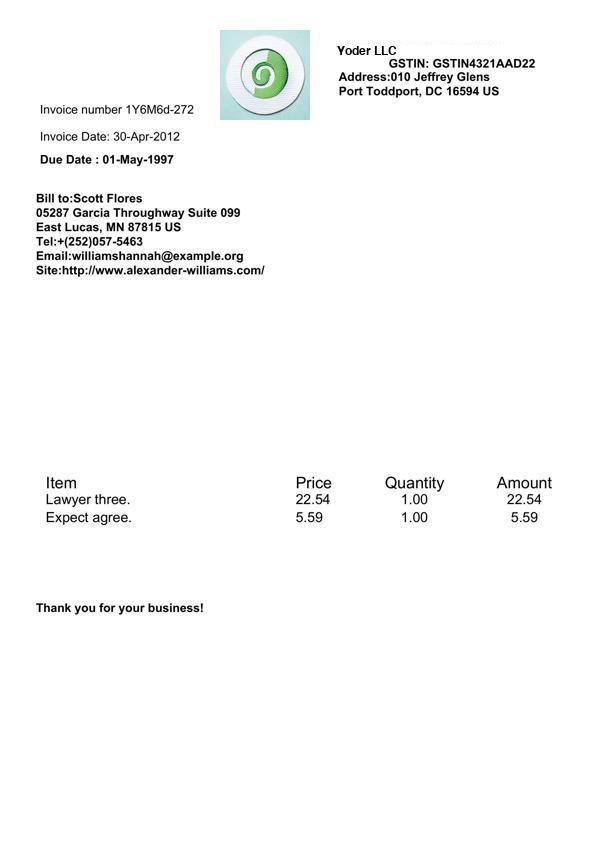 Yoder LLC
GSTIN: GSTIN4321AAD22
Address:010 Jeffrey Glens
Port Toddport, DC 16594 US
Invoice number 1Y6M6d-272
Invoice Date: 30-Apr-2012
Due Date : 01-May-1997
Bill to:Scott Flores
05287 Garcia Throughway Suite 099
East Lucas, MN 87815 US
Tel:+(252)057-5463
Email:williamshannah@example.org
Site:http://www.alexander-williams.com/
Item Price Quantity Amount
Lawyer three. 22.54 1.00 22.54
Expect agree. 5.59 1.00 5.59
Thank you for your business!